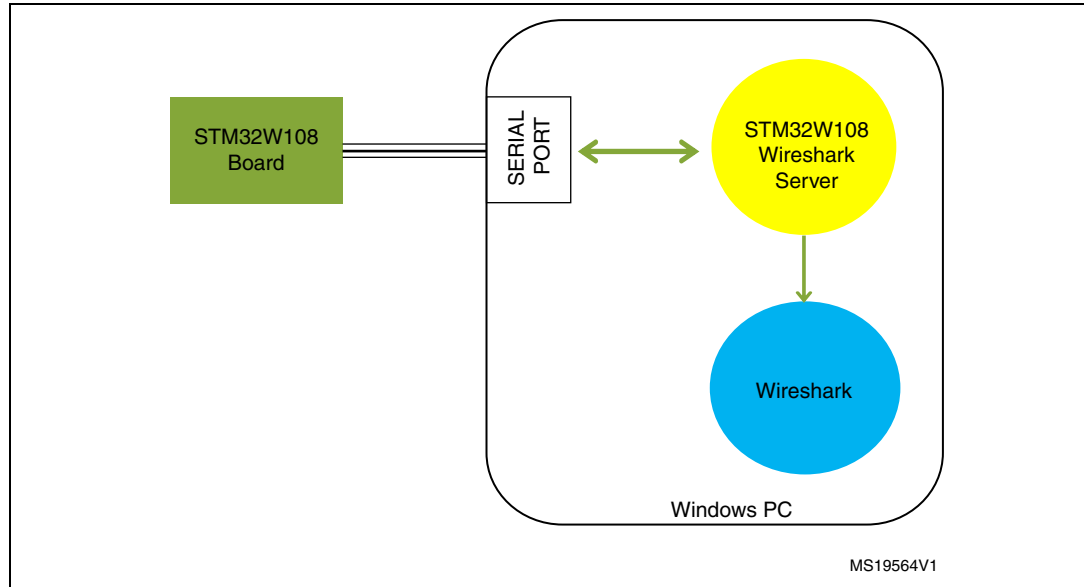 STM32W108
Board
SERIAL
PORT
STM32W108
Wireshark
Server
Wireshark
Windows PC
MS19564V1